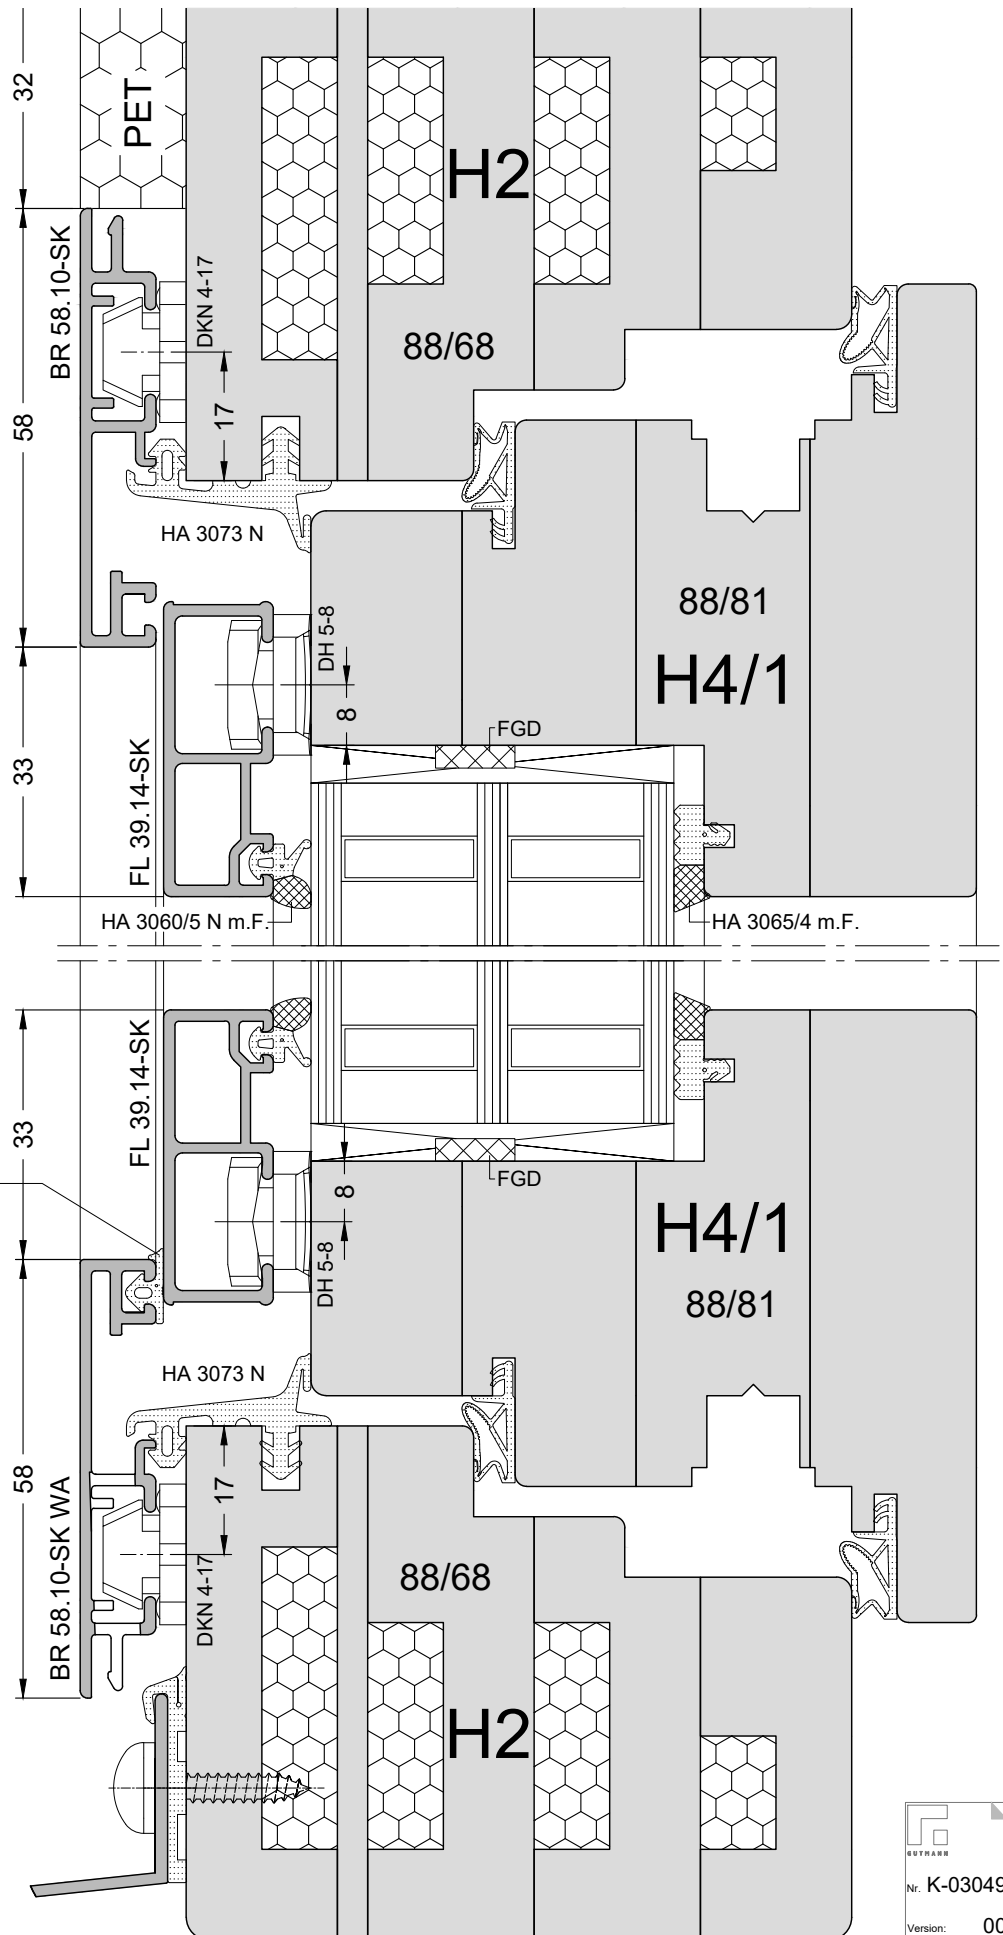 32
PET
H2
BR 58.10-SK
DKN 4-17
88/68
58
17
HA 3073 N
88/81
DH 5-8
H4/1
8
FGD
33
FL 39.14-SK
HA 3060/5 N m.F.
HA 3065/4 m.F.
FL 39.14-SK
33
8
FGD
H4/1
DH 5-8
88/81
HA 3073 N
58
17
88/68
BR 58.10-SK WA
DKN 4-17
H2
GUTMANN
Nr. K-03049
Version: 00